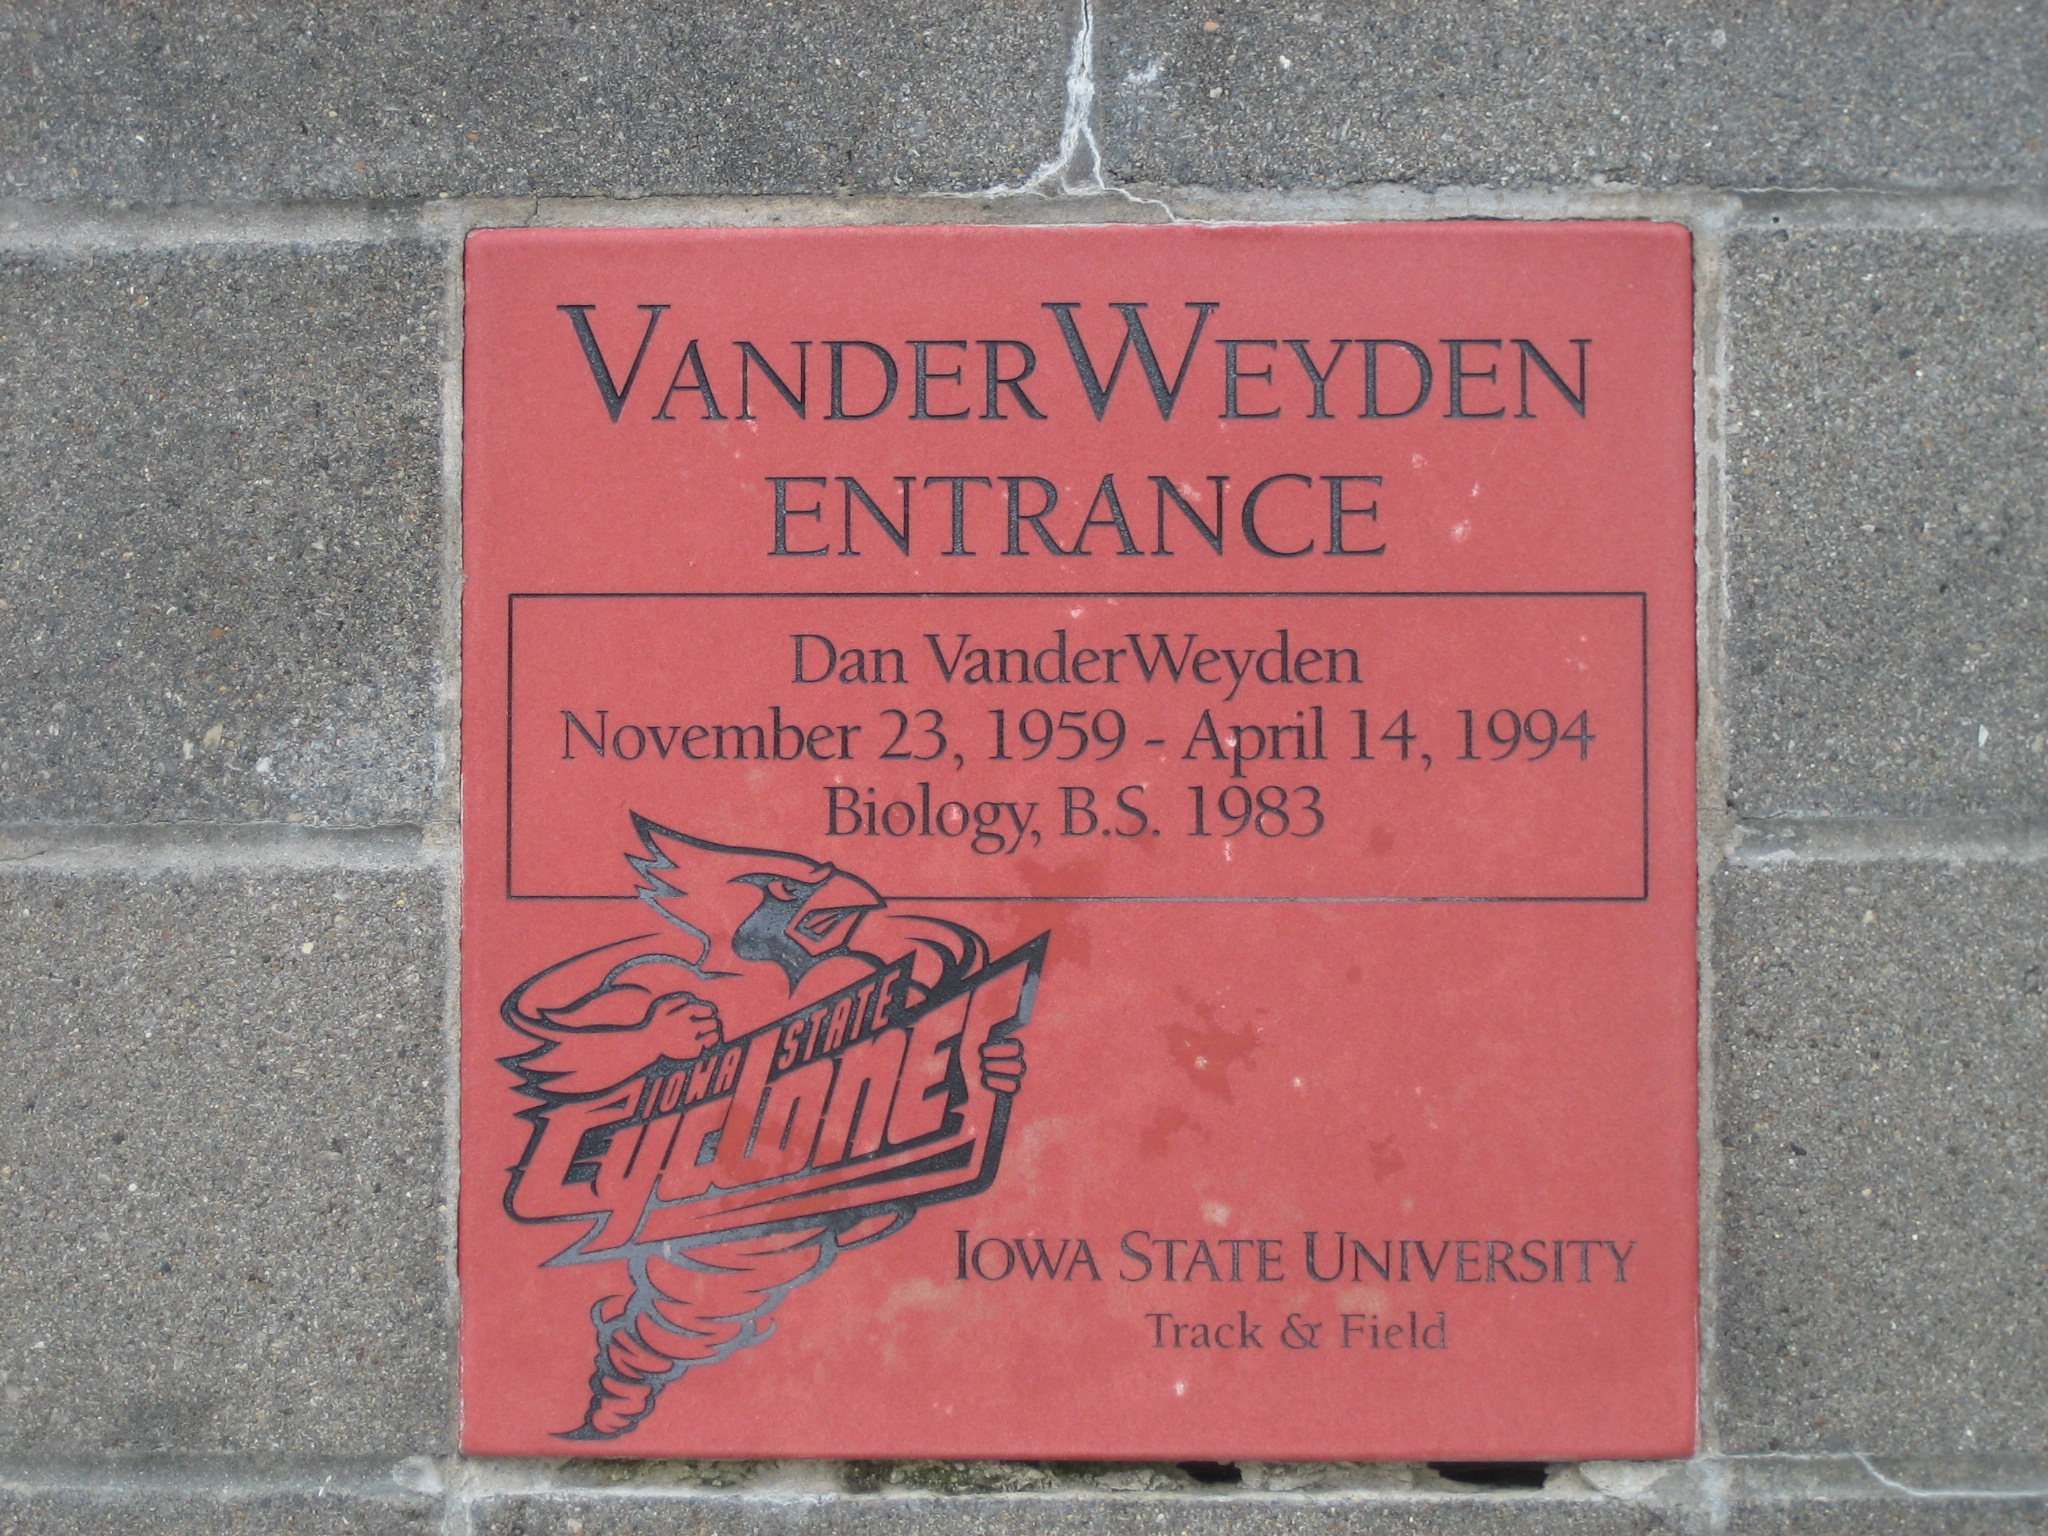 VANDERWEYDEN
ENTRANCE
Dan VanderWeyden
November 23, 1959 - April 14, 1994
Biology, B.S. 1983
IOWA STATE
CYCLONES
IOWA STATE UNIVERSITY
Track & Field